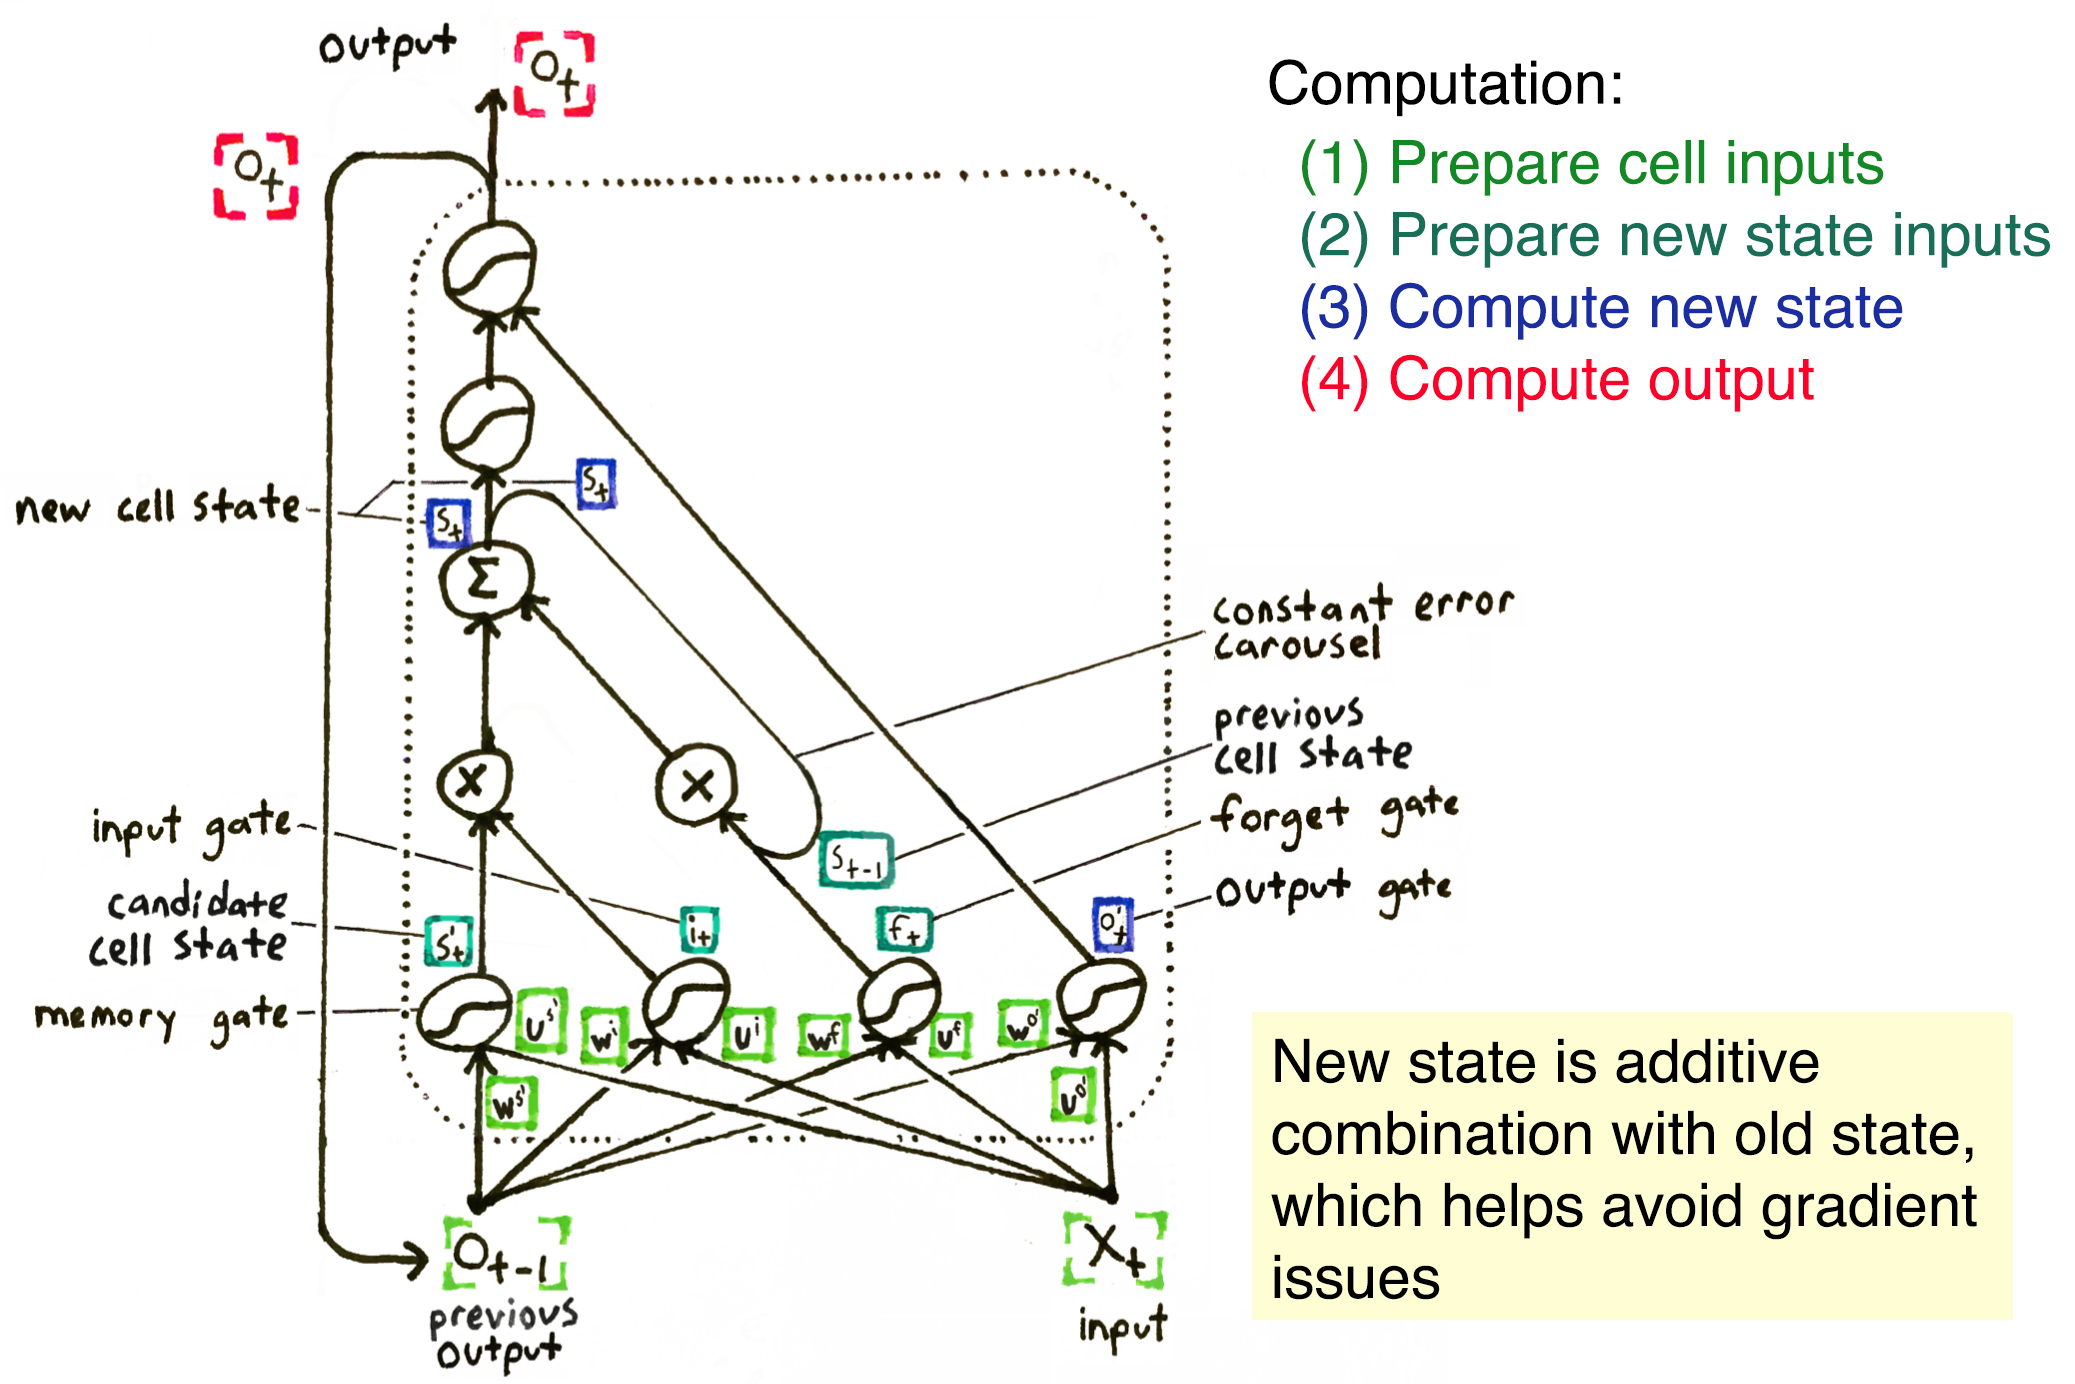 output
O_t
O_t
Computation:
(1) Prepare cell inputs
(2) Prepare new state inputs
(3) Compute new state
(4) Compute output
new cell state
S_t
S_t
Σ
constant error
carousel
previous
cell state
forget gate
output gate
X
X
input gate
candidate
cell state
memory gate
S_{t-1}
S'_t
i_t
f_t
o'_t
U^{s'}
W^i
U^i
W^f
U^f
W^{o'}
W^{s'}
U^{o'}
O_{t-1}
previous
output
X_t
input
New state is additive
combination with old state,
which helps avoid gradient
issues